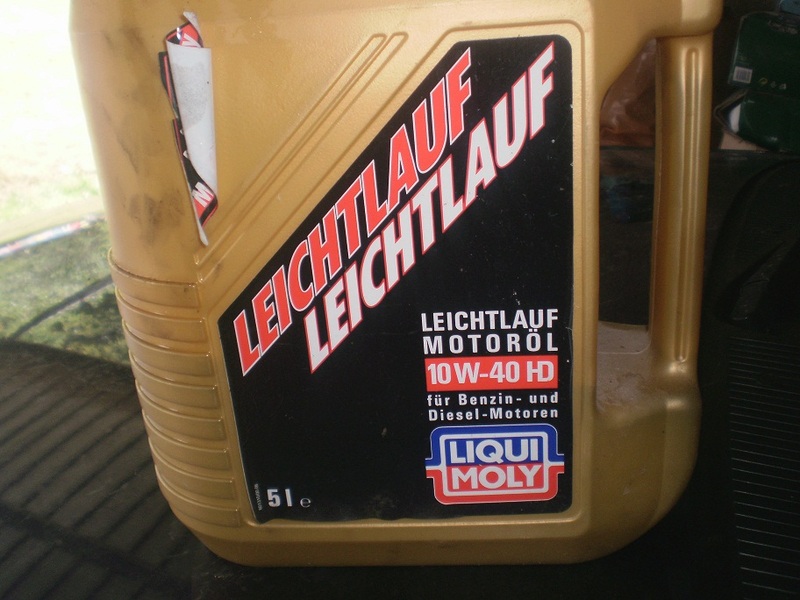 LEICHTLAUF
LEICHTLAUF
LEICHTLAUF
MOTORÖL
10W-40 HD
für Benzin- und
Diesel-Motoren
LIQUI
MOLY
5l e